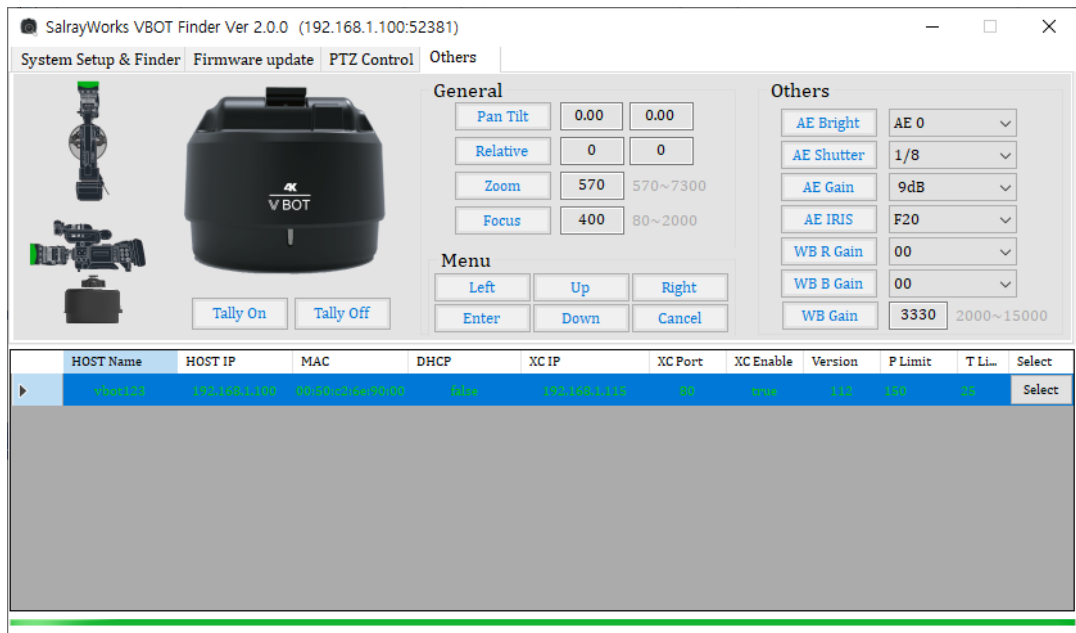 SalrayWorks VBOT Finder Ver 2.0.0 (192.168.1.100:52381)
System Setup & Finder Firmware update PTZ Control Others
4K
VBOT
Tally On Tally Off
General
Pan Tilt 0.00 0.00
Relative 0 0
Zoom 570 570~7300
Focus 400 80~2000
Menu
Left Up Right
Enter Down Cancel
Others
AE Bright AE 0
AE Shutter 1/8
AE Gain 9dB
AE IRIS F20
WB R Gain 00
WB B Gain 00
WB Gain 3330 2000~15000
HOST Name HOST IP MAC DHCP XC IP XC Port XC Enable Version P Limit T Li... Select
vbot123 192.168.1.100 00:50:c2:6e:90:00 false 192.168.1.115 80 true 112 150 25 Select